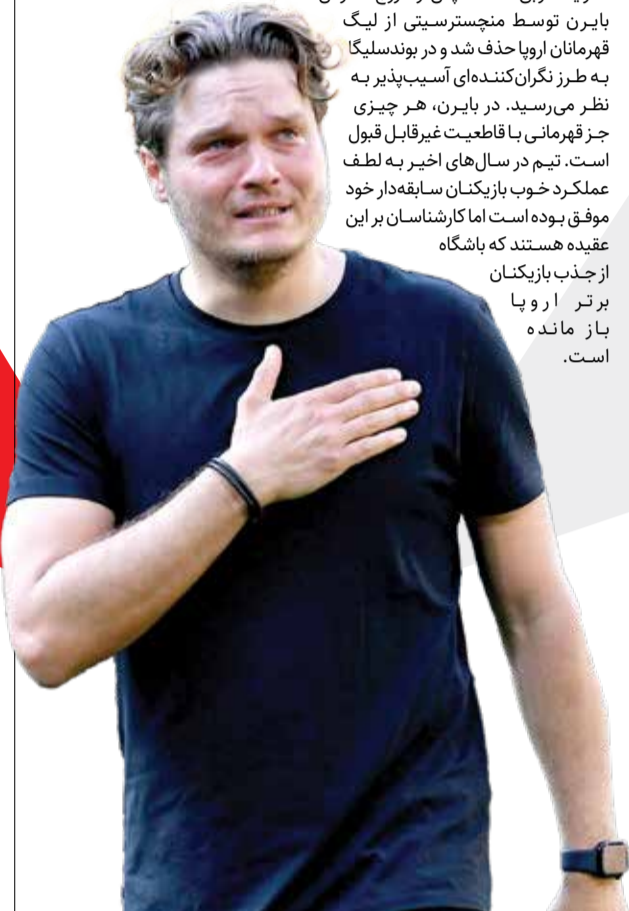 بایرن توسط منچسترسیتی از لیگ
قهرمانان اروپا حذف شد و در بوندسلیگا
به طرز نگران‌کننده‌ای آسیب‌پذیر به
نظر می‌رسید. در بایرن، هر چیزی
جز قهرمانی با قاطعیت غیرقابل قبول
است. تیم در سال‌های اخیر به لطف
عملکرد خوب بازیکنان سابقه‌دار خود
موفق بوده است اما کارشناسان بر این
عقیده هستند که باشگاه
از جذب بازیکنان
برتر اروپا
باز مانده
است.